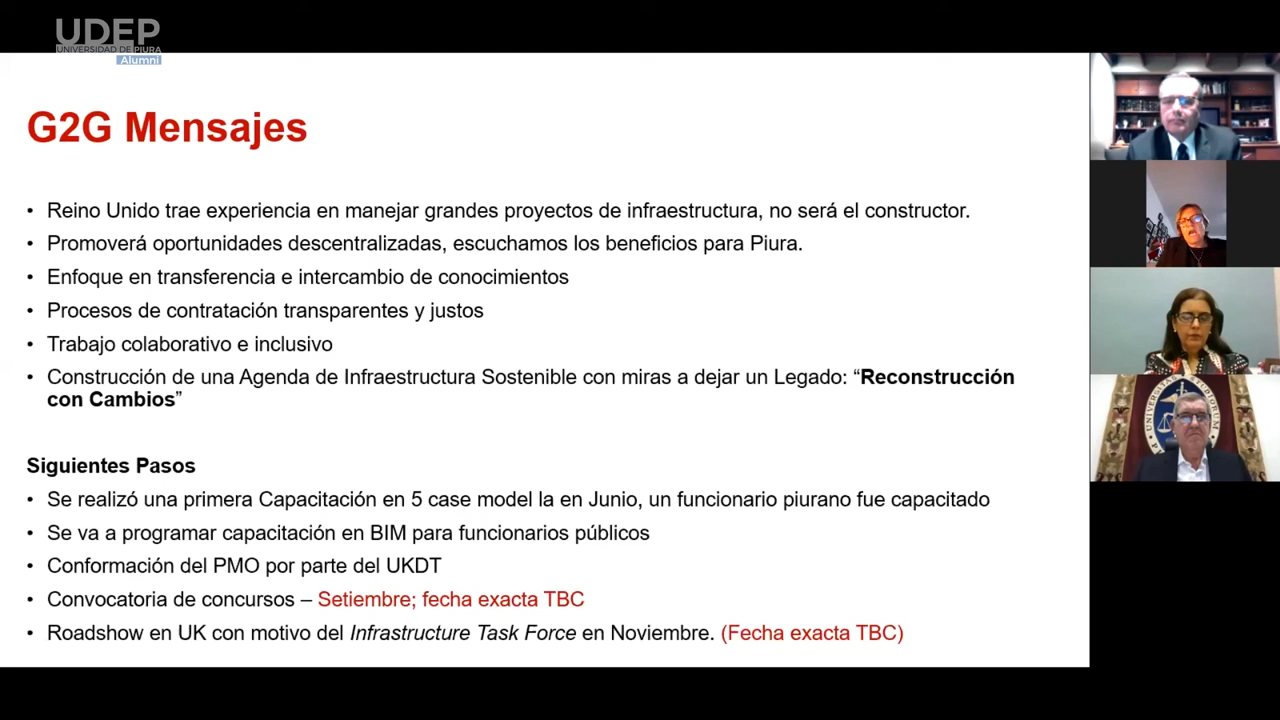 UDEP
UNIVERSIDAD DE PIURA
Alumni
G2G Mensajes
• Reino Unido trae experiencia en manejar grandes proyectos de infraestructura, no será el constructor.
• Promoverá oportunidades descentralizadas, escuchamos los beneficios para Piura.
• Enfoque en transferencia e intercambio de conocimientos
• Procesos de contratación transparentes y justos
• Trabajo colaborativo e inclusivo
• Construcción de una Agenda de Infraestructura Sostenible con miras a dejar un Legado: “Reconstrucción
con Cambios”
Siguientes Pasos
• Se realizó una primera Capacitación en 5 case model la en Junio, un funcionario piurano fue capacitado
• Se va a programar capacitación en BIM para funcionarios públicos
• Conformación del PMO por parte del UKDT
• Convocatoria de concursos – Setiembre; fecha exacta TBC
• Roadshow en UK con motivo del Infrastructure Task Force en Noviembre. (Fecha exacta TBC)